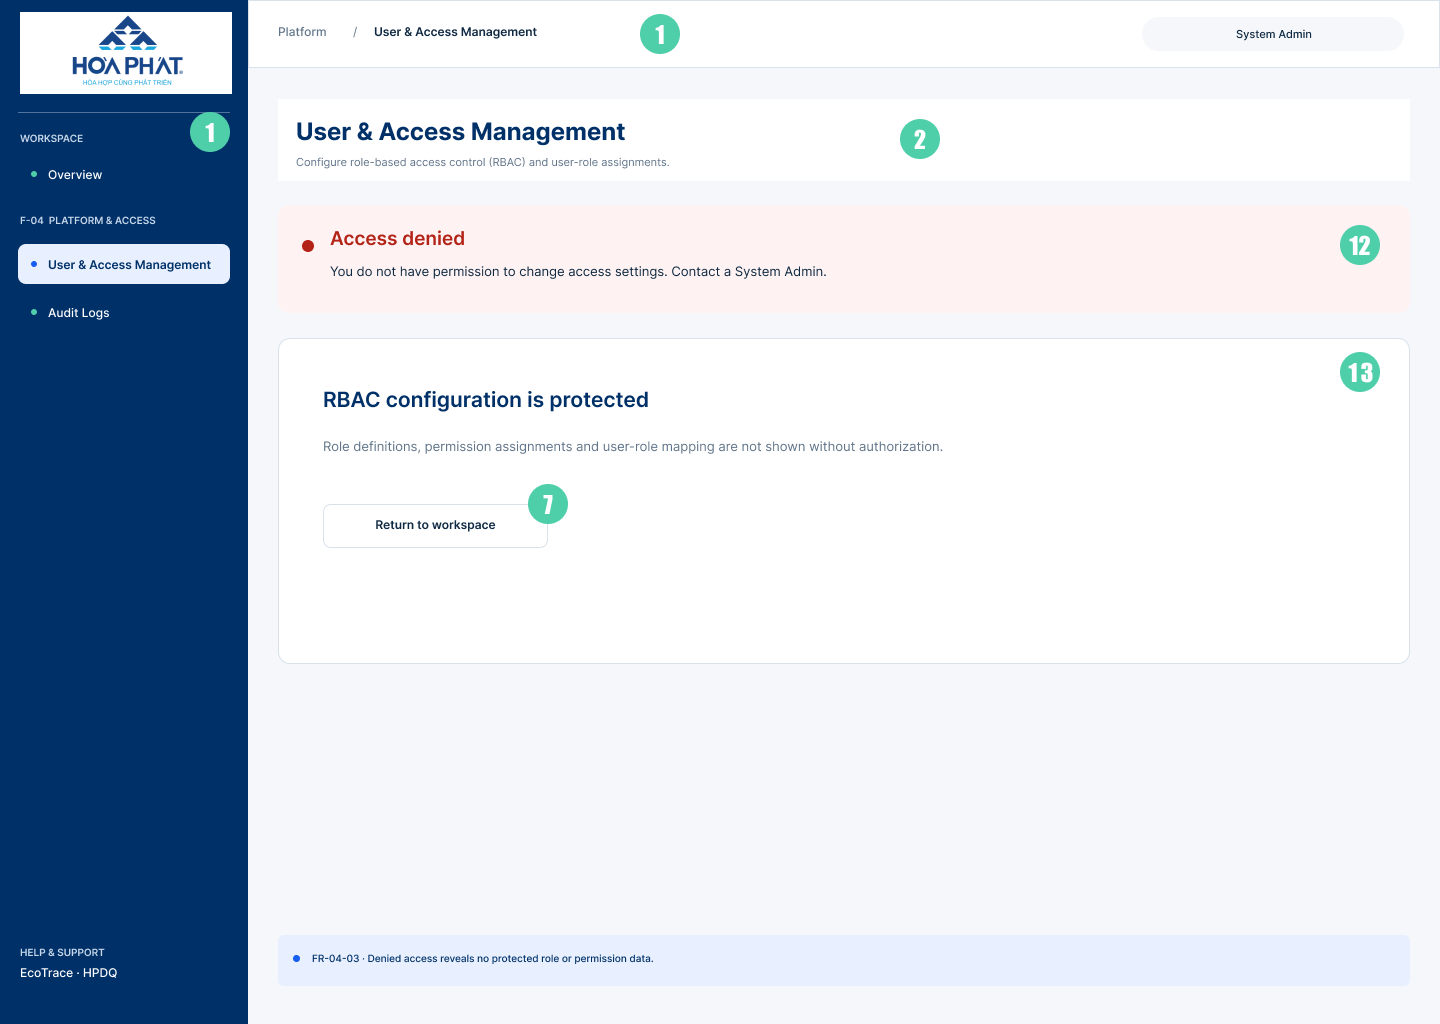 HOÀ PHÁT
HÒA HỢP CÙNG PHÁT TRIỂN
WORKSPACE
1
Overview
F-04 PLATFORM & ACCESS
User & Access Management
Audit Logs
HELP & SUPPORT
EcoTrace · HPDQ
Platform / User & Access Management
1
System Admin
User & Access Management
2
Configure role-based access control (RBAC) and user-role assignments.
Access denied
12
You do not have permission to change access settings. Contact a System Admin.
13
RBAC configuration is protected
Role definitions, permission assignments and user-role mapping are not shown without authorization.
7
Return to workspace
FR-04-03 · Denied access reveals no protected role or permission data.